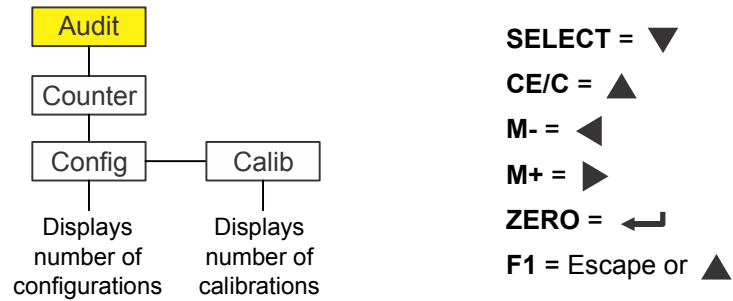 Audit
Counter
Config
Calib
Displays
number of
configurations
Displays
number of
calibrations
SELECT = ▼
CE/C = ▲
M- = ◀
M+ = ▶
ZERO = ↵
F1 = Escape or ▲